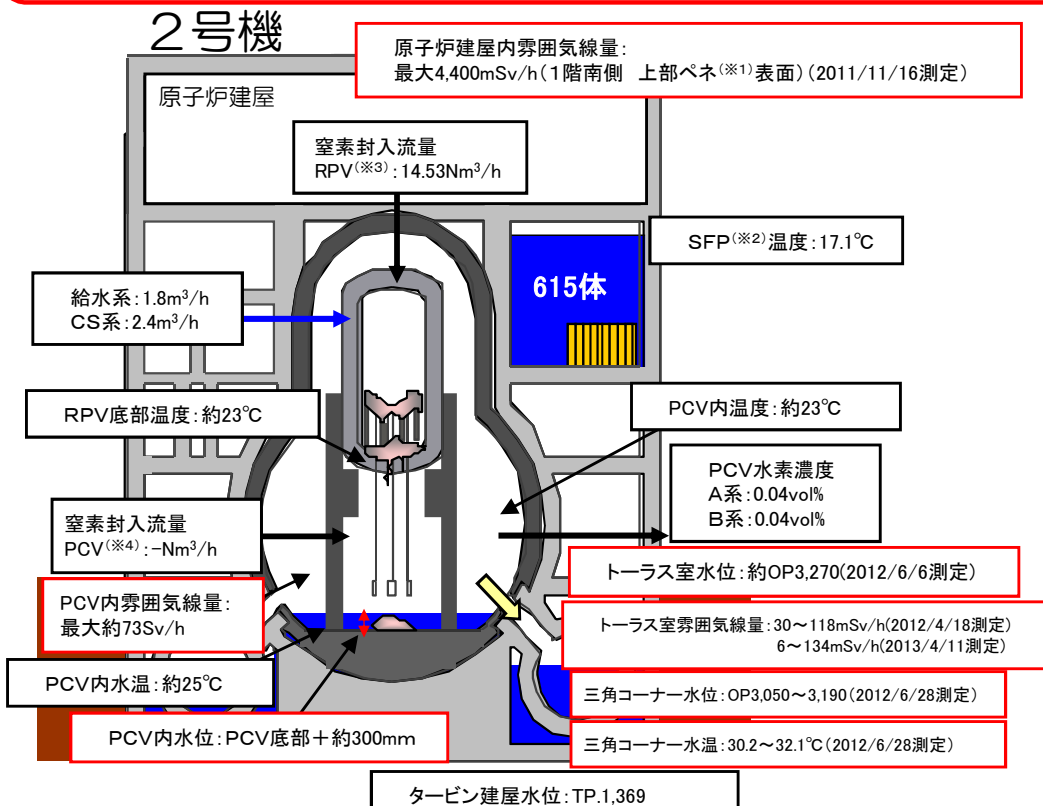 2号機
原子炉建屋内雰囲気線量:
最大4,400mSv/h(1階南側 上部ペネ(※1)表面)(2011/11/16測定)
原子炉建屋
窒素封入流量
RPV(※3):14.53Nm3/h
SFP(※2)温度:17.1℃
615体
給水系:1.8m3/h
CS系:2.4m3/h
RPV底部温度:約23℃
PCV内温度:約23℃
PCV水素濃度
A系:0.04vol%
B系:0.04vol%
窒素封入流量
PCV(※4):-Nm3/h
トーラス室水位:約OP3,270(2012/6/6測定)
PCV内雰囲気線量:
最大約73Sv/h
トーラス室雰囲気線量:30~118mSv/h(2012/4/18測定)
6~134mSv/h(2013/4/11測定)
PCV内水温:約25℃
三角コーナー水位:OP3,050~3,190(2012/6/28測定)
PCV内水位:PCV底部+約300mm
三角コーナー水温:30.2~32.1℃(2012/6/28測定)
タービン建屋水位:TP.1,369